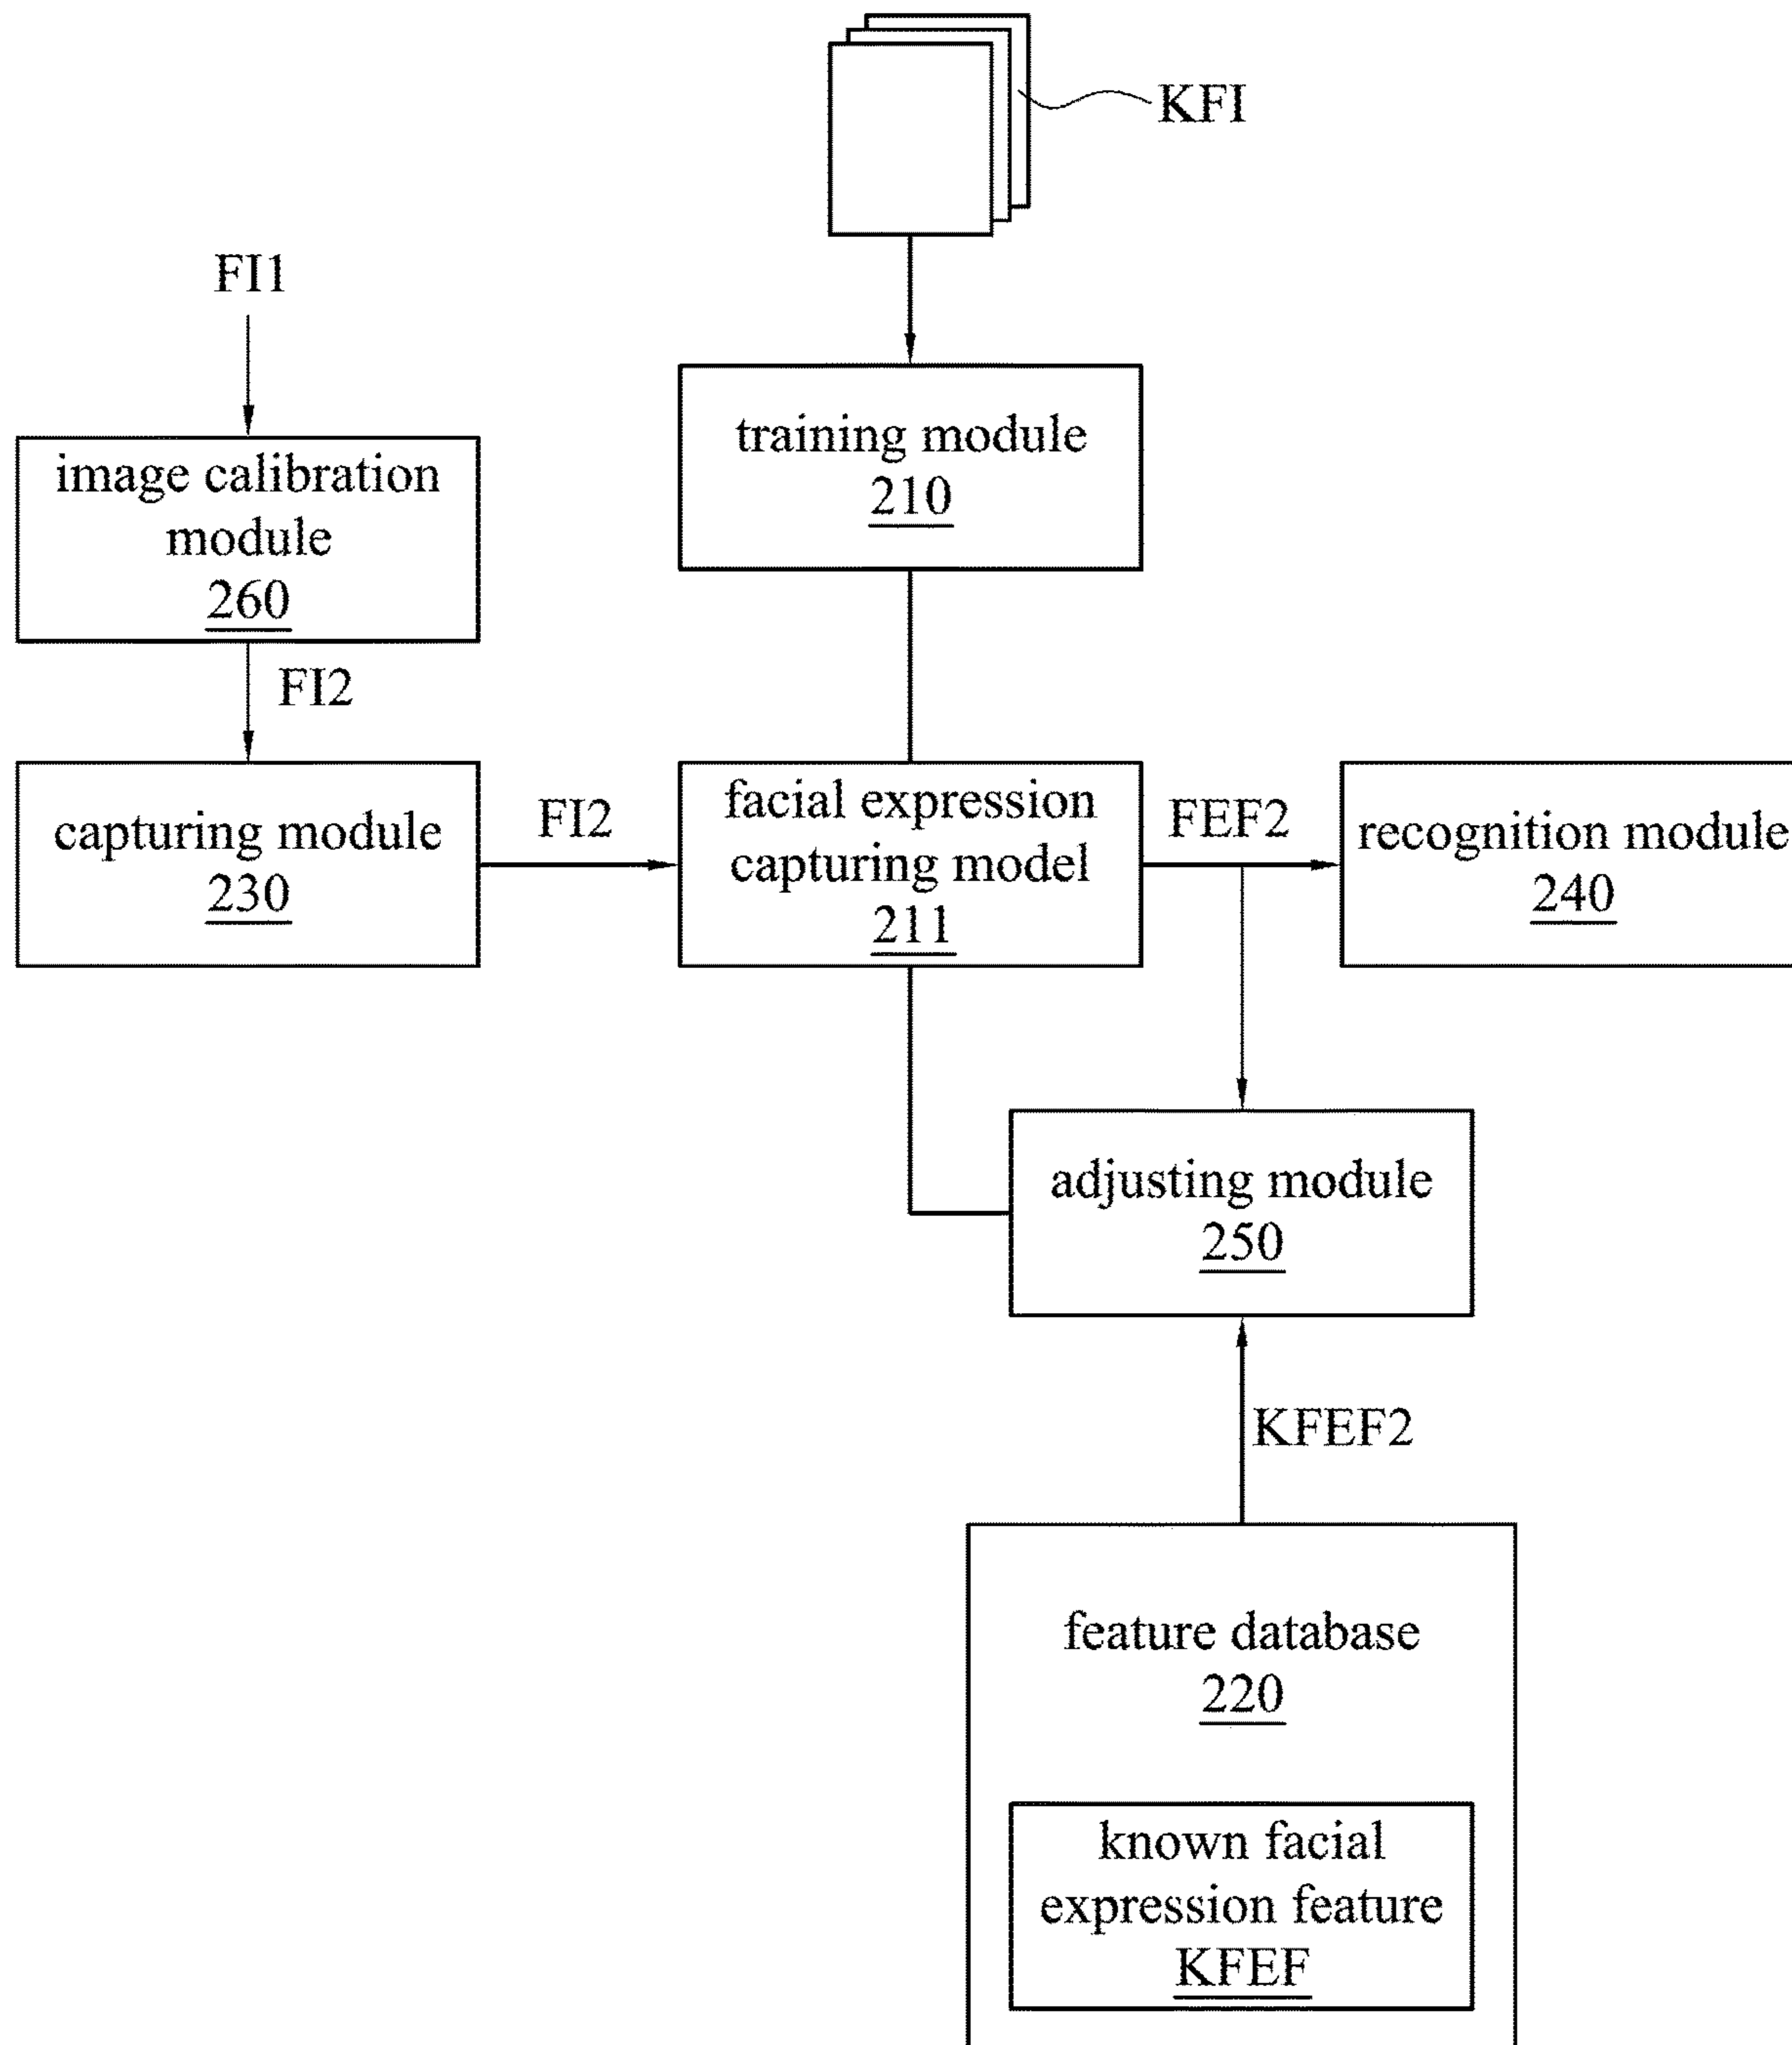 KFI
FI1
training module
210
image calibration
module
260
FI2
capturing module
230
FI2
facial expression
capturing model
211
FEF2
recognition module
240
adjusting module
250
KFEF2
feature database
220
known facial
expression feature
KFEF